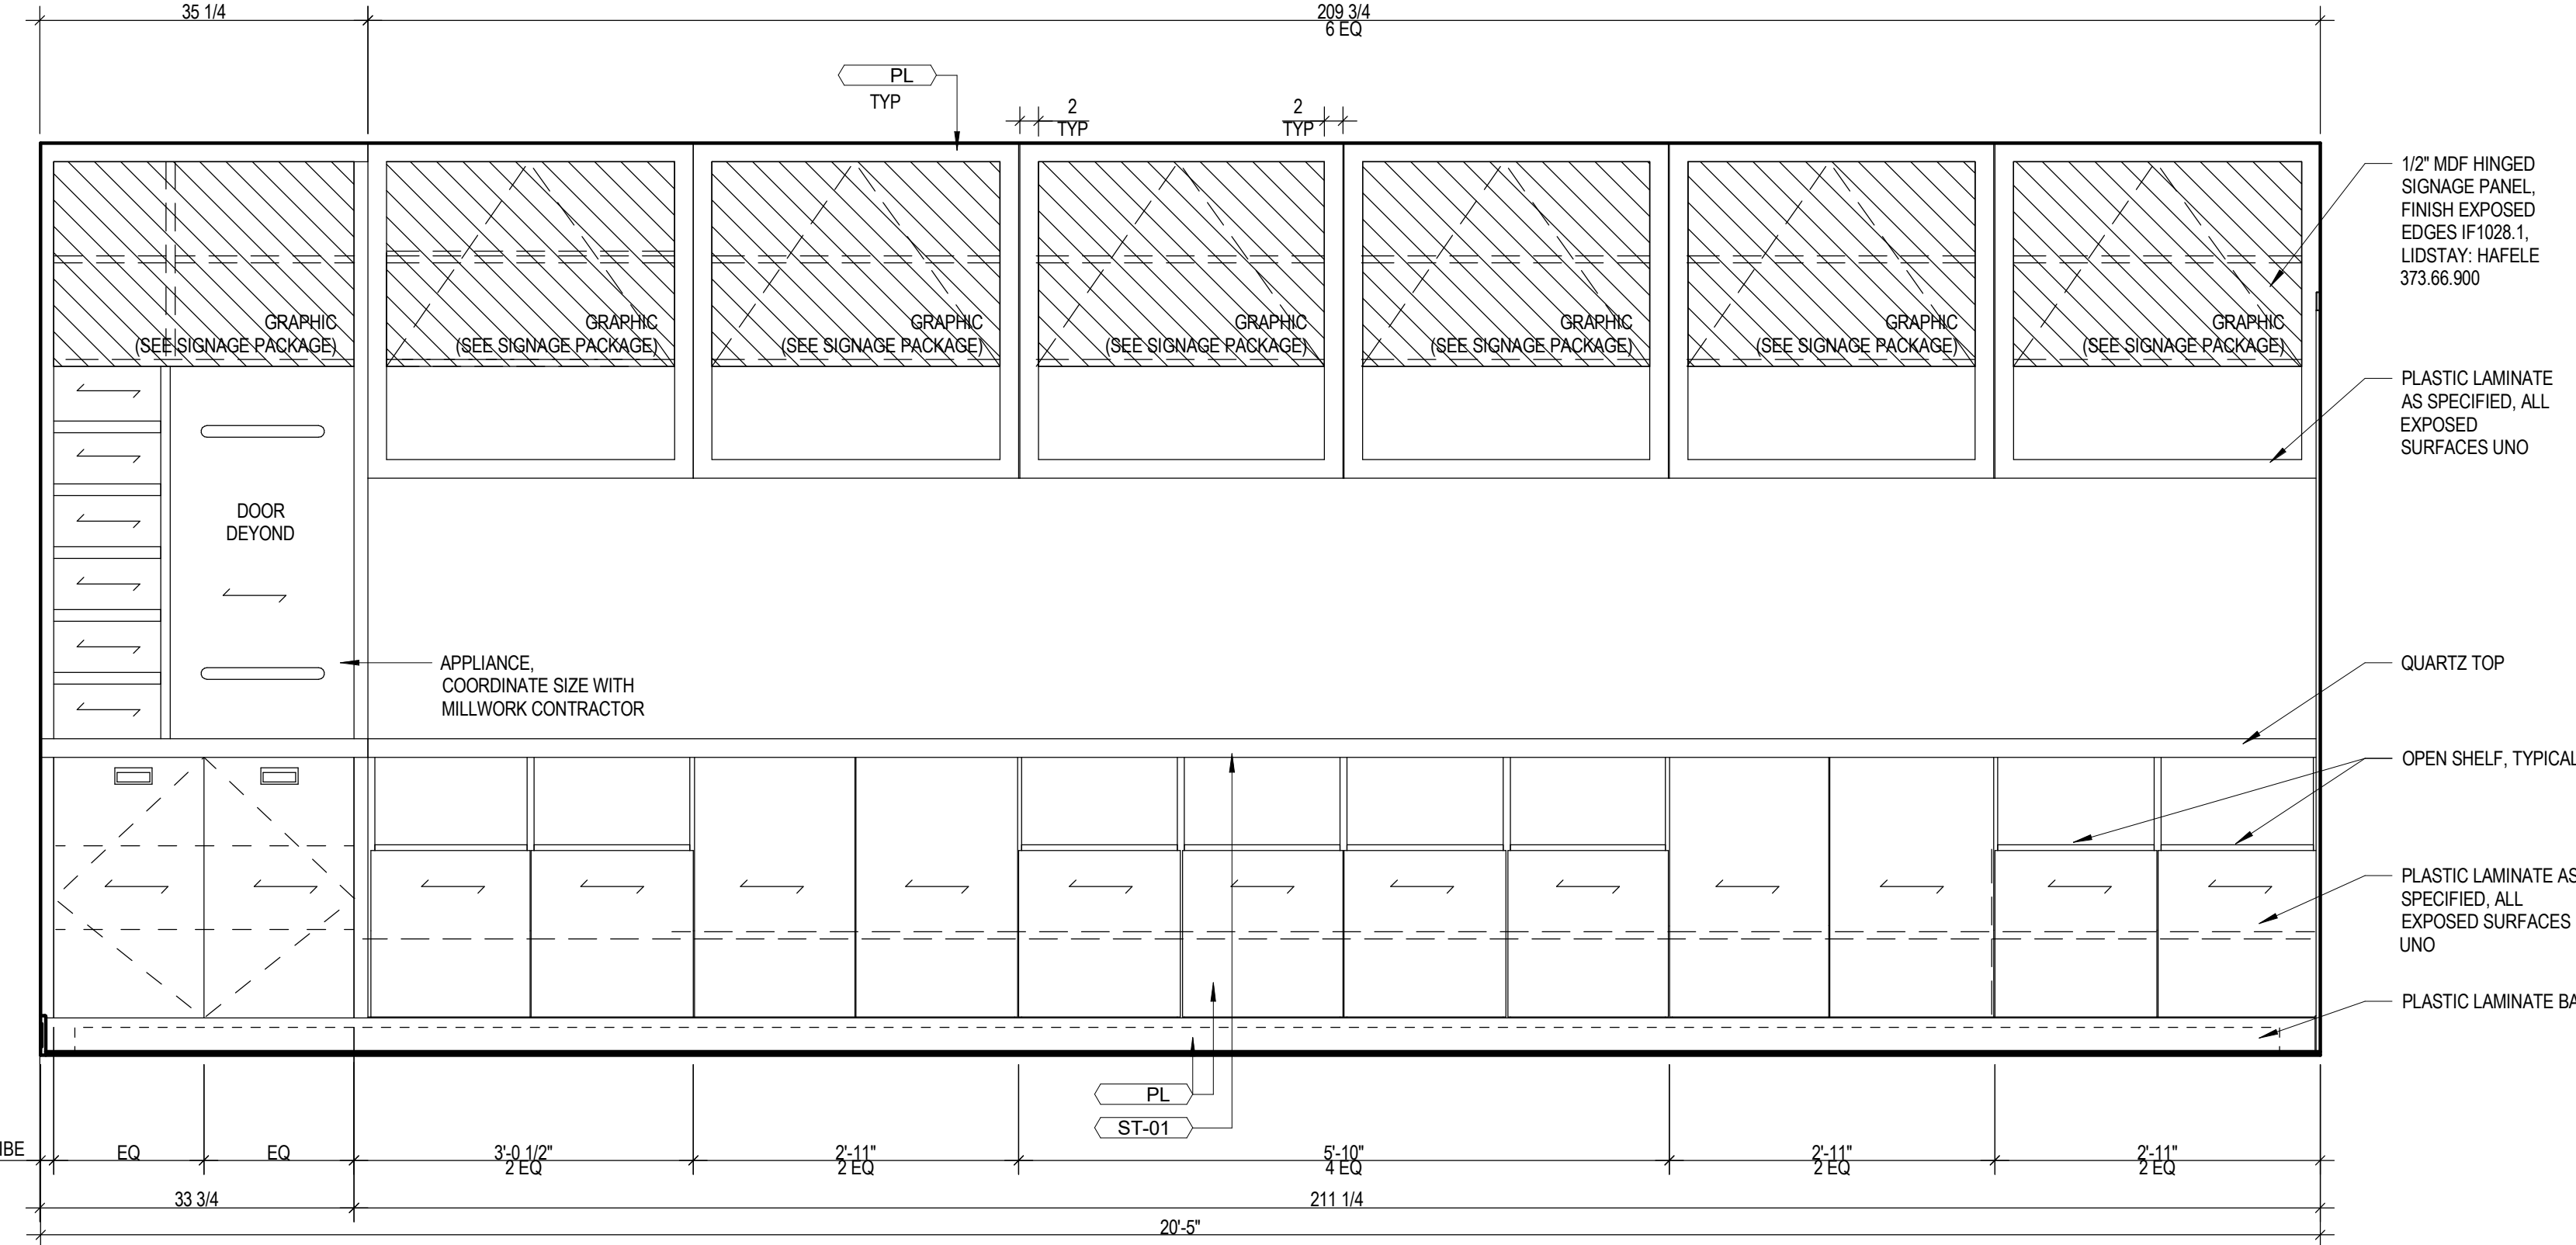 35 1/4
209 3/4
6 EQ
PL
TYP
2
TYP
2
TYP
1/2" MDF HINGED
SIGNAGE PANEL,
FINISH EXPOSED
EDGES IF1028.1,
LIDSTAY: HAFELE
373.66.900
GRAPHIC
(SEE SIGNAGE PACKAGE)
GRAPHIC
(SEE SIGNAGE PACKAGE)
GRAPHIC
(SEE SIGNAGE PACKAGE)
GRAPHIC
(SEE SIGNAGE PACKAGE)
GRAPHIC
(SEE SIGNAGE PACKAGE)
GRAPHIC
(SEE SIGNAGE PACKAGE)
GRAPHIC
(SEE SIGNAGE PACKAGE)
PLASTIC LAMINATE
AS SPECIFIED, ALL
EXPOSED
SURFACES UNO
DOOR
DEYOND
APPLIANCE,
COORDINATE SIZE WITH
MILLWORK CONTRACTOR
QUARTZ TOP
OPEN SHELF, TYPICAL
PLASTIC LAMINATE AS
SPECIFIED, ALL
EXPOSED SURFACES
UNO
PLASTIC LAMINATE BA
PL
ST-01
IBE
EQ
EQ
3'-0 1/2"
2 EQ
2'-11"
2 EQ
5'-10"
4 EQ
2'-11"
2 EQ
2'-11"
2 EQ
33 3/4
211 1/4
20'-5"